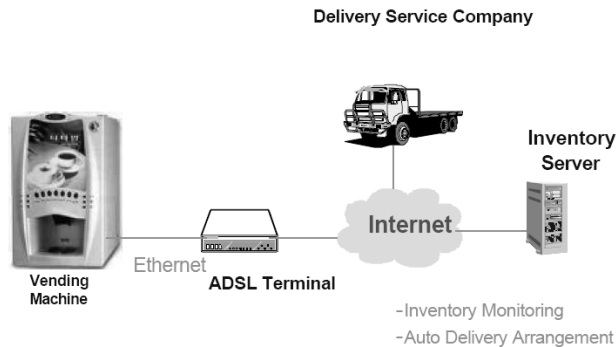 Delivery Service Company
Inventory
Server
Internet
Ethernet
ADSL Terminal
Vending
Machine
-Inventory Monitoring
-Auto Delivery Arrangement